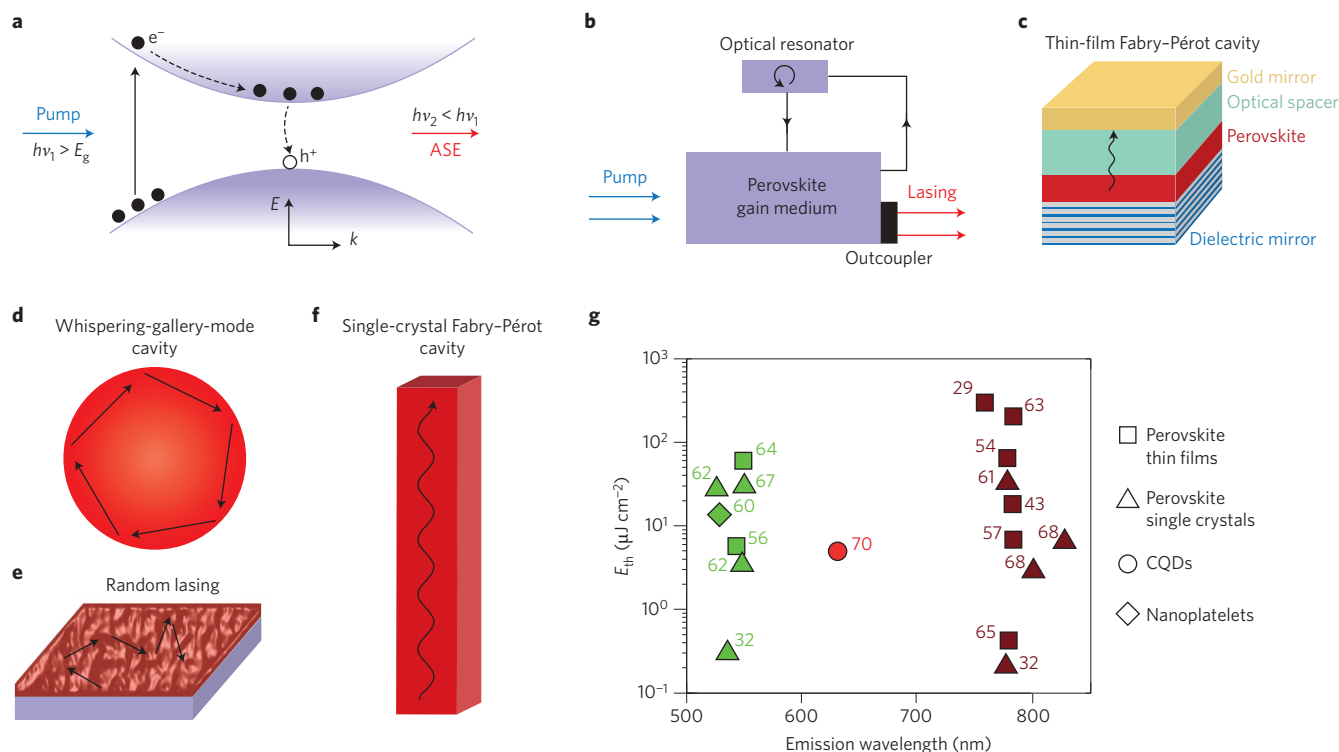 a
e⁻
Pump
hν₁ > E_g
hν₂ < hν₁
ASE
h⁺
E
k
b
Optical resonator
Pump
Perovskite
gain medium
Lasing
Outcoupler
c
Thin-film Fabry–Pérot cavity
Gold mirror
Optical spacer
Perovskite
Dielectric mirror
d
Whispering-gallery-mode
cavity
e
Random lasing
f
Single-crystal Fabry–Pérot
cavity
g
E_th (μJ cm⁻²)
10³
10²
10¹
10⁰
10⁻¹
29
63
64
54
62
67
61
60
43
56
57
68
70
62
68
65
32
32
500
600
700
800
Emission wavelength (nm)
Perovskite
thin films
Perovskite
single crystals
CQDs
Nanoplatelets